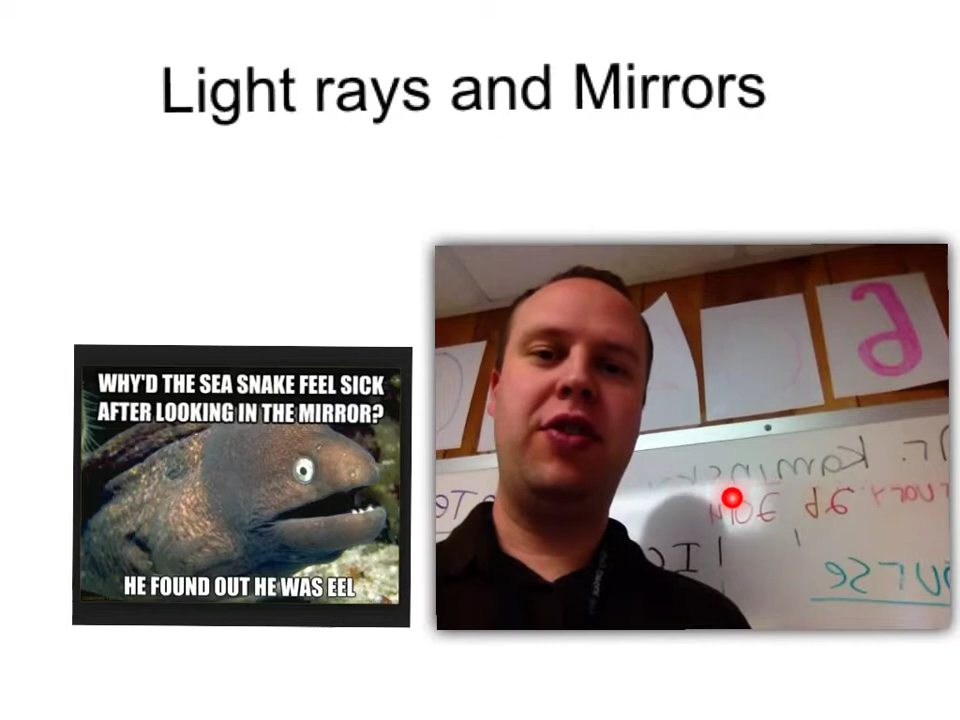 Light rays and Mirrors
WHY'D THE SEA SNAKE FEEL SICK
AFTER LOOKING IN THE MIRROR?
HE FOUND OUT HE WAS EEL
Kaminski